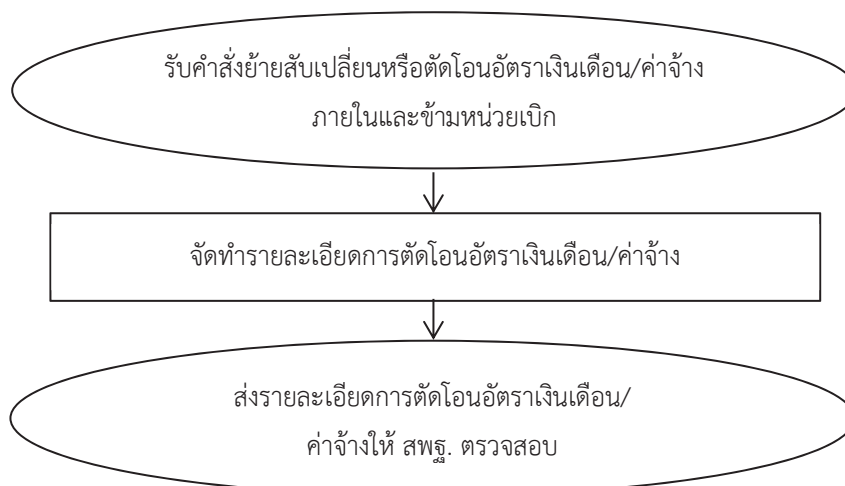 รับคำสั่งย้ายสับเปลี่ยนหรือตัดโอนอัตราเงินเดือน/ค่าจ้าง
ภายในและข้ามหน่วยเบิก
จัดทำรายละเอียดการตัดโอนอัตราเงินเดือน/ค่าจ้าง
ส่งรายละเอียดการตัดโอนอัตราเงินเดือน/
ค่าจ้างให้ สพฐ. ตรวจสอบ